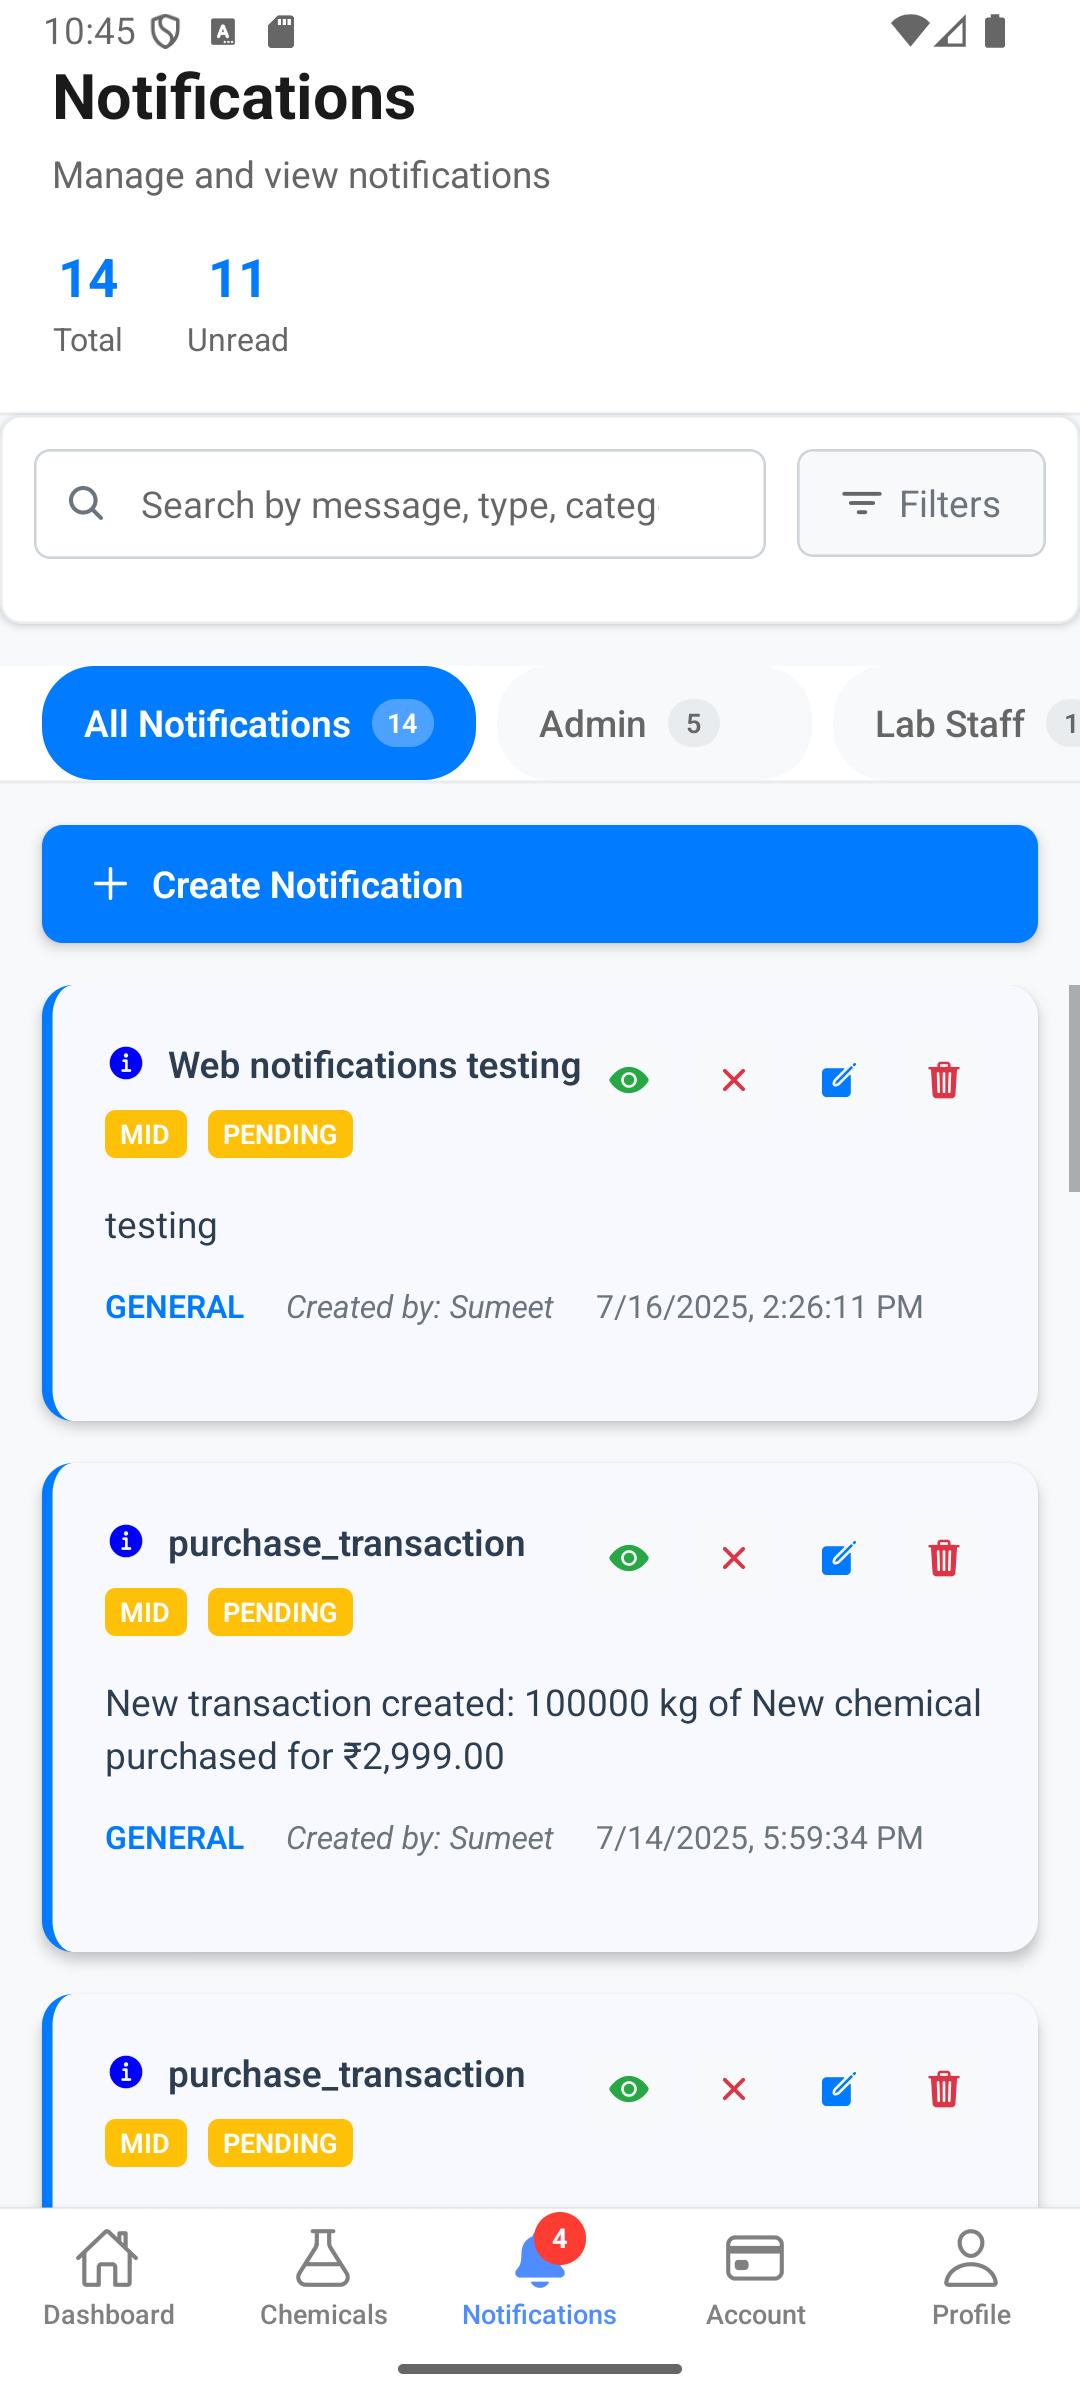 10:45
Notifications
Manage and view notifications
14 11
Total Unread
Search by message, type, categ
Filters
All Notifications 14 Admin 5 Lab Staff 1
Create Notification
Web notifications testing
MID PENDING
testing
GENERAL Created by: Sumeet 7/16/2025, 2:26:11 PM
purchase_transaction
MID PENDING
New transaction created: 100000 kg of New chemical
purchased for ₹2,999.00
GENERAL Created by: Sumeet 7/14/2025, 5:59:34 PM
purchase_transaction
MID PENDING
4
Dashboard Chemicals Notifications Account Profile